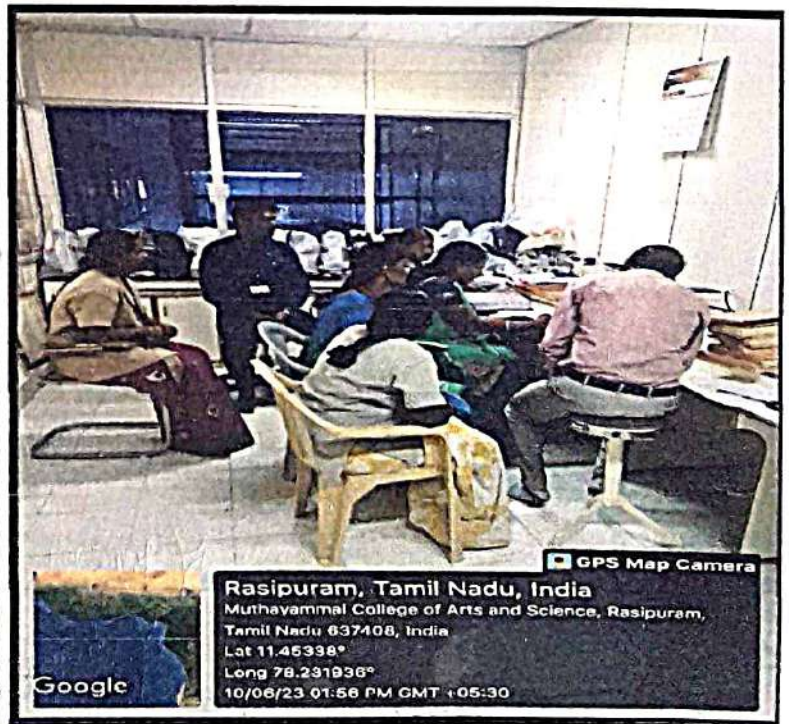 GPS Map Camera
Rasipuram, Tamil Nadu, India
Muthayammal College of Arts and Science, Rasipuram,
Tamil Nadu 637408, India
Lat 11.45338°
Long 78.231936°
10/06/23 01:56 PM GMT +05:30
Google